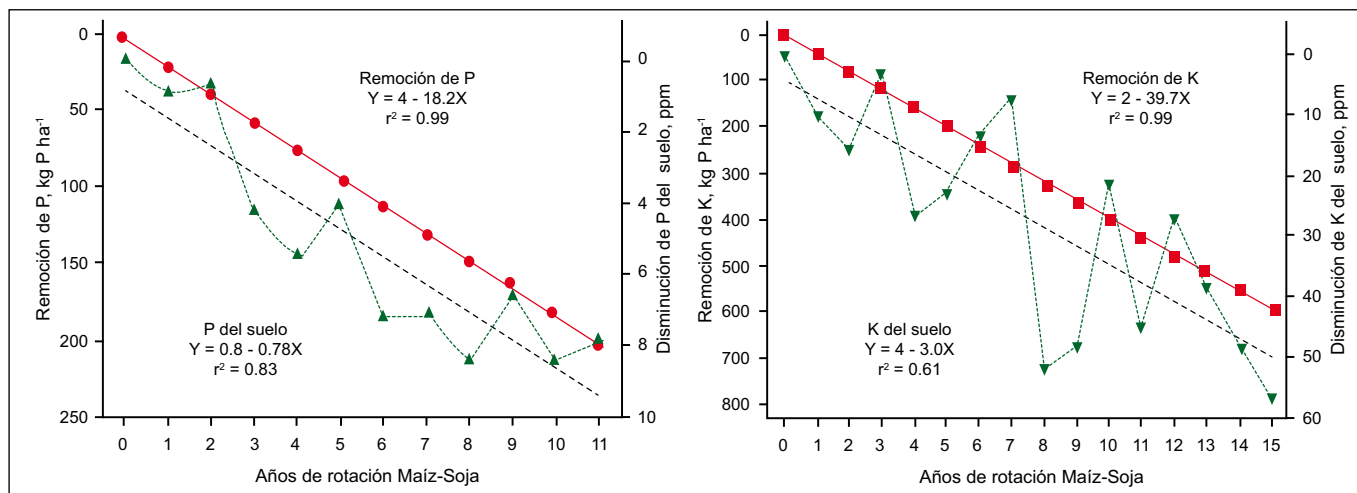 Remoción de P, kg P ha⁻¹
0
50
100
150
200
250
Remoción de P
Y = 4 - 18.2X
r² = 0.99
P del suelo
Y = 0.8 - 0.78X
r² = 0.83
0
2
4
6
8
10
Disminución de P del suelo, ppm
0 1 2 3 4 5 6 7 8 9 10 11
Años de rotación Maíz-Soja
Remoción de K, kg P ha⁻¹
0
100
200
300
400
500
600
700
800
Remoción de K
Y = 2 - 39.7X
r² = 0.99
K del suelo
Y = 4 - 3.0X
r² = 0.61
0
10
20
30
40
50
60
Disminución de K del suelo, ppm
0 1 2 3 4 5 6 7 8 9 10 11 12 13 14 15
Años de rotación Maíz-Soja